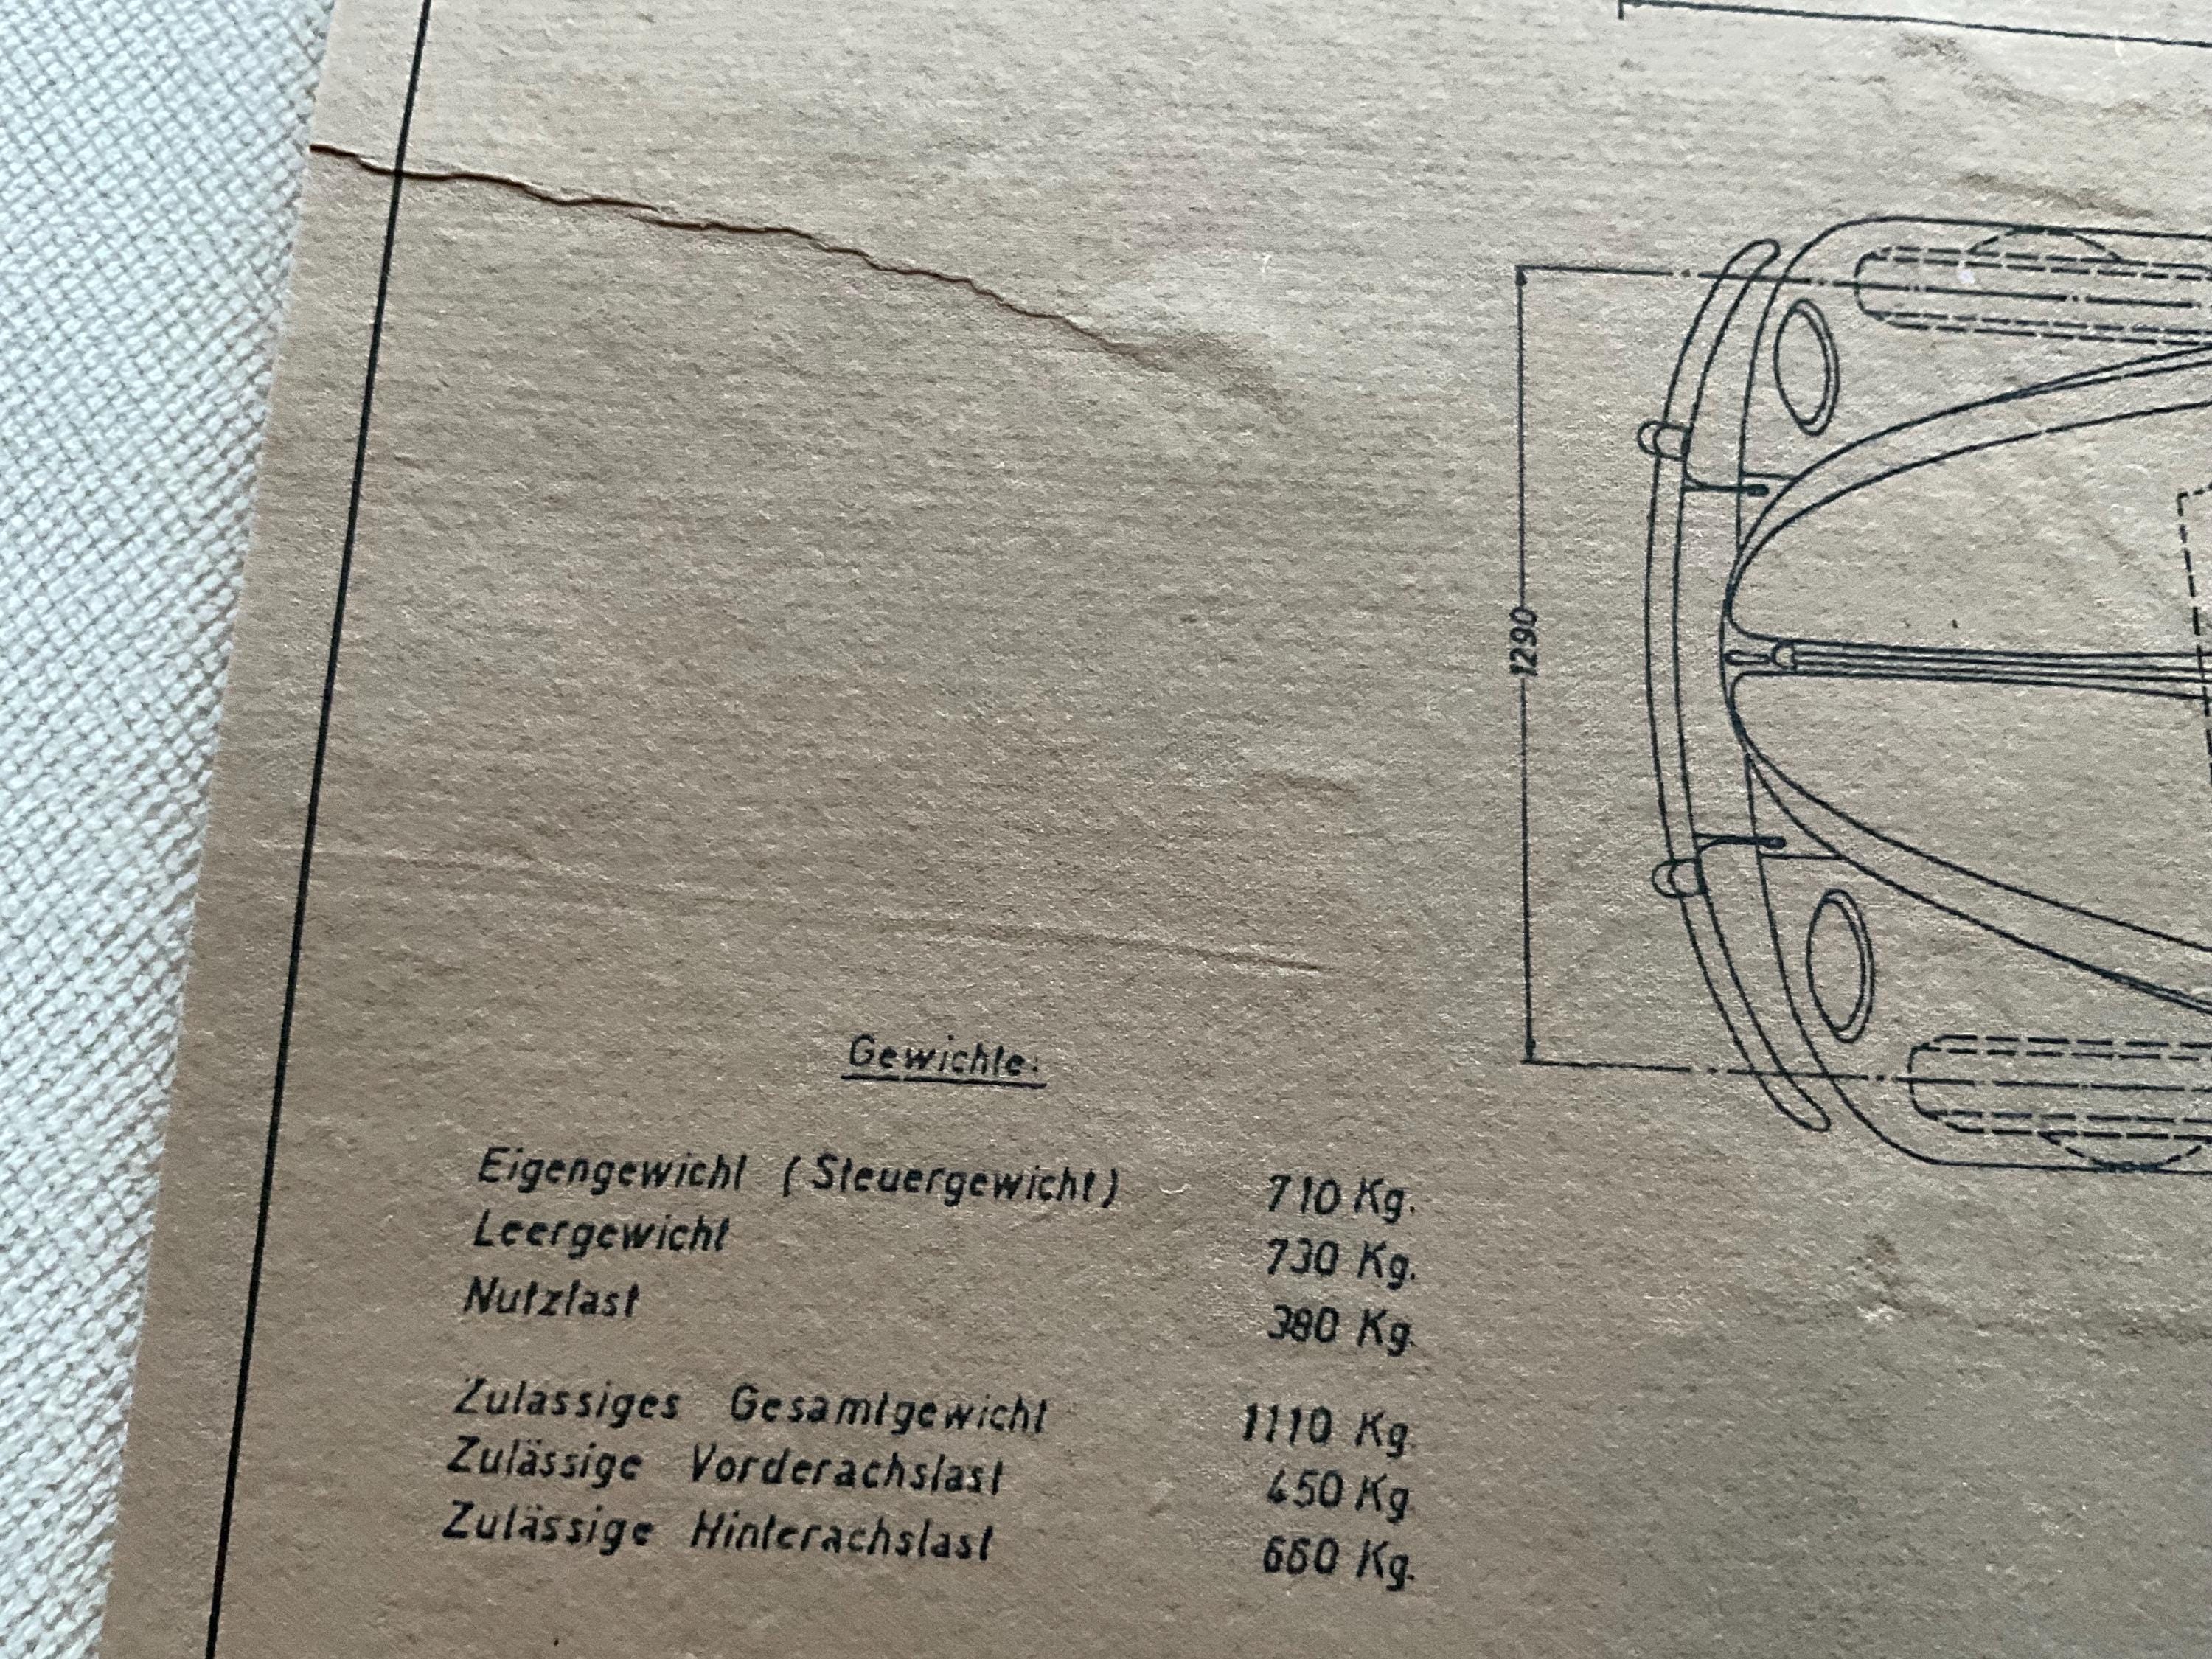 1290
Gewichte:
Eigengewicht (Steuergewicht) 710 Kg.
Leergewicht 730 Kg.
Nutzlast 380 Kg.
Zulässiges Gesamtgewicht 1110 Kg.
Zulässige Vorderachslast 450 Kg.
Zulässige Hinterachslast 660 Kg.